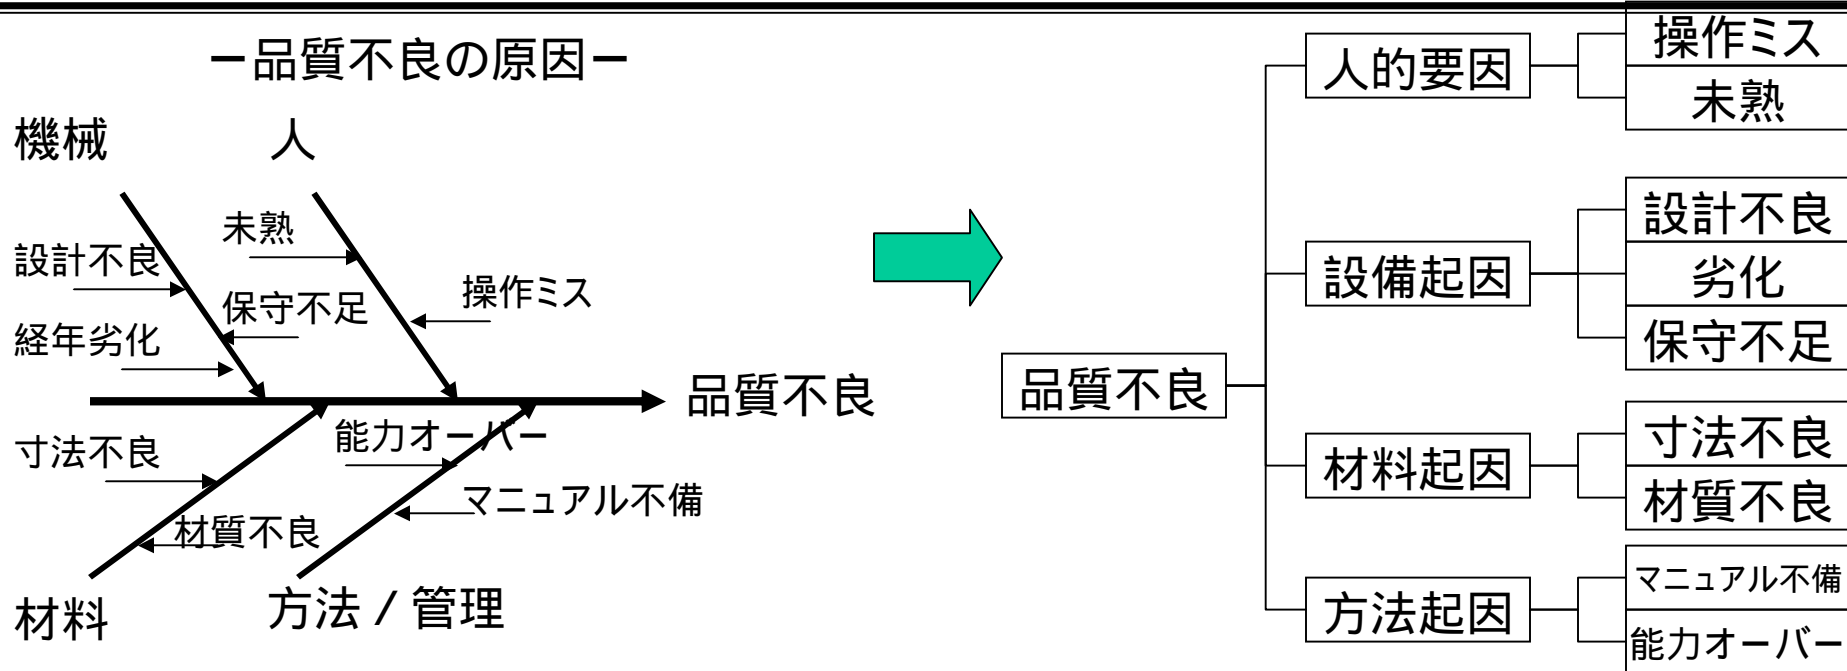 －品質不良の原因－
機械
人
未熟
設計不良
保守不足
操作ミス
経年劣化
品質不良
寸法不良
能力オーバー
マニュアル不備
材質不良
材料
方法 / 管理
品質不良
人的要因
操作ミス
未熟
設備起因
設計不良
劣化
保守不足
材料起因
寸法不良
材質不良
方法起因
マニュアル不備
能力オーバー